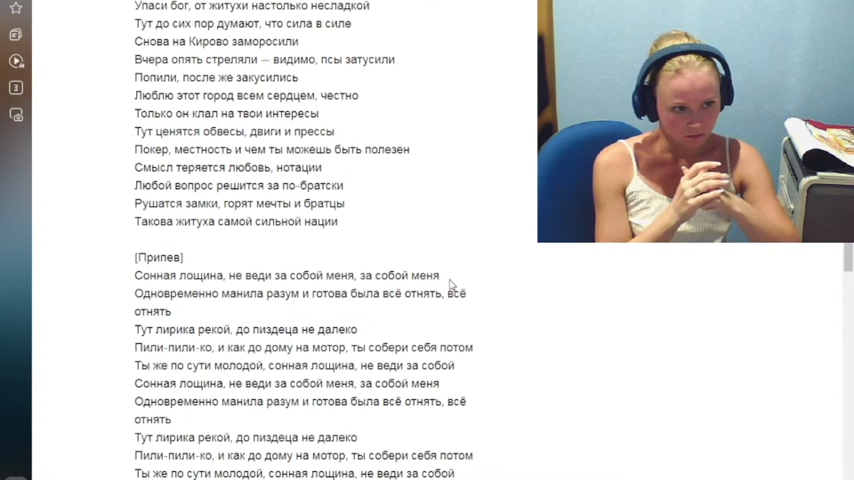 Упаси бог, от житухи настолько несладкой
Тут до сих пор думают, что сила в силе
Снова на Кирово заморосили
Вчера опять стреляли — видимо, псы затусили
Попили, после же закусились
Люблю этот город всем сердцем, честно
Только он клал на твои интересы
Тут ценятся обвесы, двиги и прессы
Покер, местность и чем ты можешь быть полезен
Смысл теряется любовь, нотации
Любой вопрос решится за по-братски
Рушатся замки, горят мечты и братцы
Такова житуха самой сильной нации
[Припев]
Сонная лощина, не веди за собой меня, за собой меня
Одновременно манила разум и готова была всё отнять, всё
отнять
Тут лирика рекой, до пиздеца не далеко
Пили-пили-ко, и как до дому на мотор, ты собери себя потом
Ты же по сути молодой, сонная лощина, не веди за собой
Сонная лощина, не веди за собой меня, за собой меня
Одновременно манила разум и готова была всё отнять, всё
отнять
Тут лирика рекой, до пиздеца не далеко
Пили-пили-ко, и как до дому на мотор, ты собери себя потом
Ты же по сути молодой, сонная лощина, не веди за собой
3